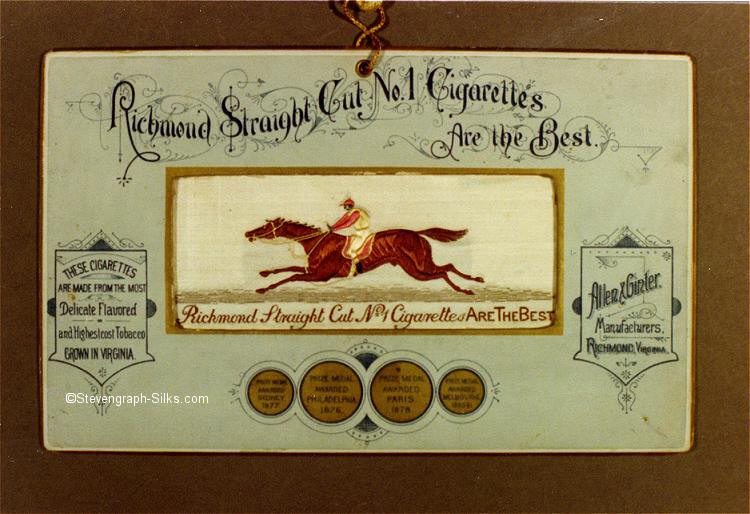 Richmond Straight Cut No.1 Cigarettes
Are the Best.
Richmond Straight Cut No1 Cigarettes ARE THE BEST
THESE CIGARETTES
ARE MADE FROM THE MOST
Delicate Flavored
and Highest cost Tobacco
GROWN IN VIRGINIA.
Allen & Ginter,
Manufacturers,
RICHMOND, Virginia
PRIZE MEDAL
AWARDED
SYDNEY,
1877.
PRIZE MEDAL
AWARDED
PHILADELPHIA,
1876.
PRIZE MEDAL
AWARDED
PARIS,
1878.
PRIZE MEDAL
AWARDED
MELBOURNE,
©Stevengraph-Silks.com